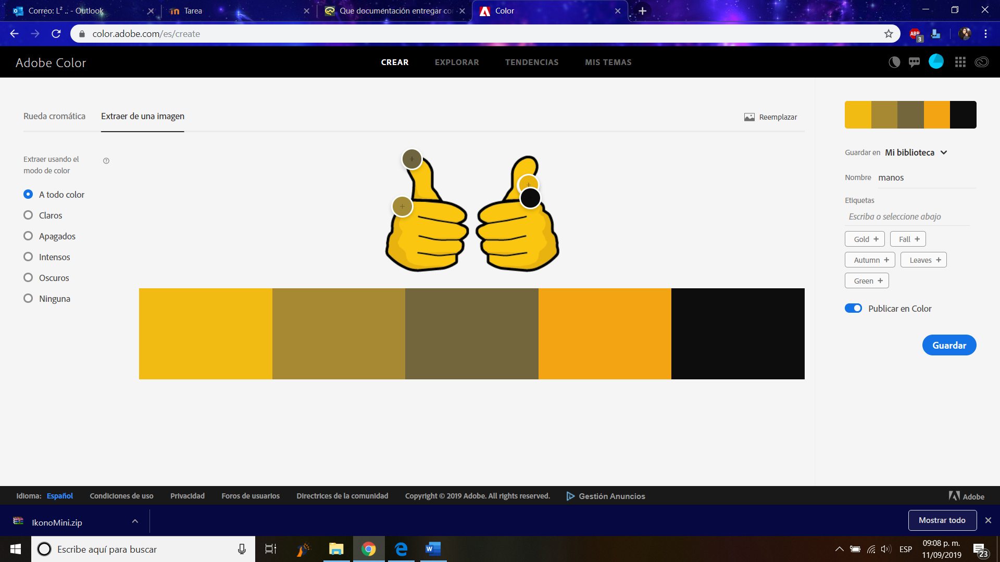 Correo: L² .. - Outlook
Tarea
Que documentación entregar co
Color
color.adobe.com/es/create
ABP
3
Adobe Color
CREAR
EXPLORAR
TENDENCIAS
MIS TEMAS
Rueda cromática
Extraer de una imagen
Reemplazar
Extraer usando el
modo de color
A todo color
Claros
Apagados
Intensos
Oscuros
Ninguna
Guardar en Mi biblioteca
Nombre manos
Etiquetas
Escriba o seleccione abajo
Gold +
Fall +
Autumn +
Leaves +
Green +
Publicar en Color
Guardar
Idioma: Español
Condiciones de uso
Privacidad
Foros de usuarios
Directrices de la comunidad
Copyright © 2019 Adobe. All rights reserved.
Gestión Anuncios
Adobe
IkonoMini.zip
Mostrar todo
Escribe aquí para buscar
ESP
09:08 p. m.
11/09/2019
23